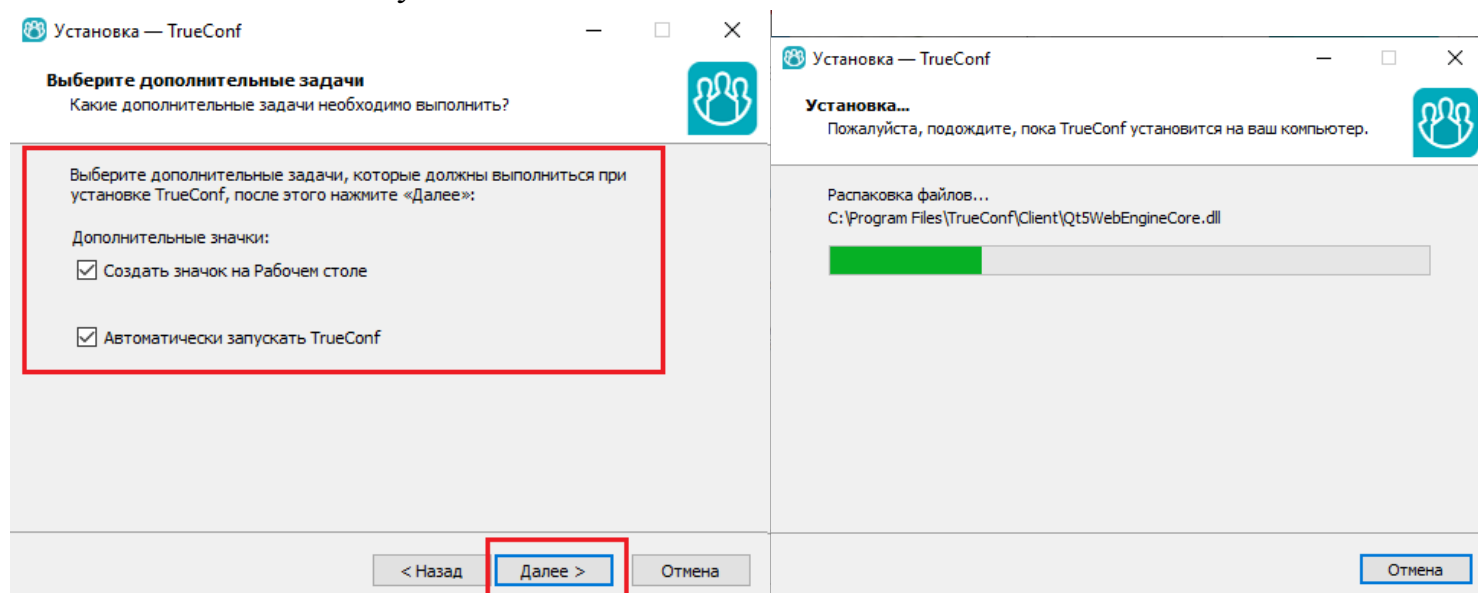 Установка — TrueConf
Выберите дополнительные задачи
Какие дополнительные задачи необходимо выполнить?
Выберите дополнительные задачи, которые должны выполниться при
установке TrueConf, после этого нажмите «Далее»:
Дополнительные значки:
Создать значок на Рабочем столе
Автоматически запускать TrueConf
< Назад
Далее >
Отмена
Установка — TrueConf
Установка...
Пожалуйста, подождите, пока TrueConf установится на ваш компьютер.
Распаковка файлов...
C:\Program Files\TrueConf\Client\Qt5WebEngineCore.dll
Отмена